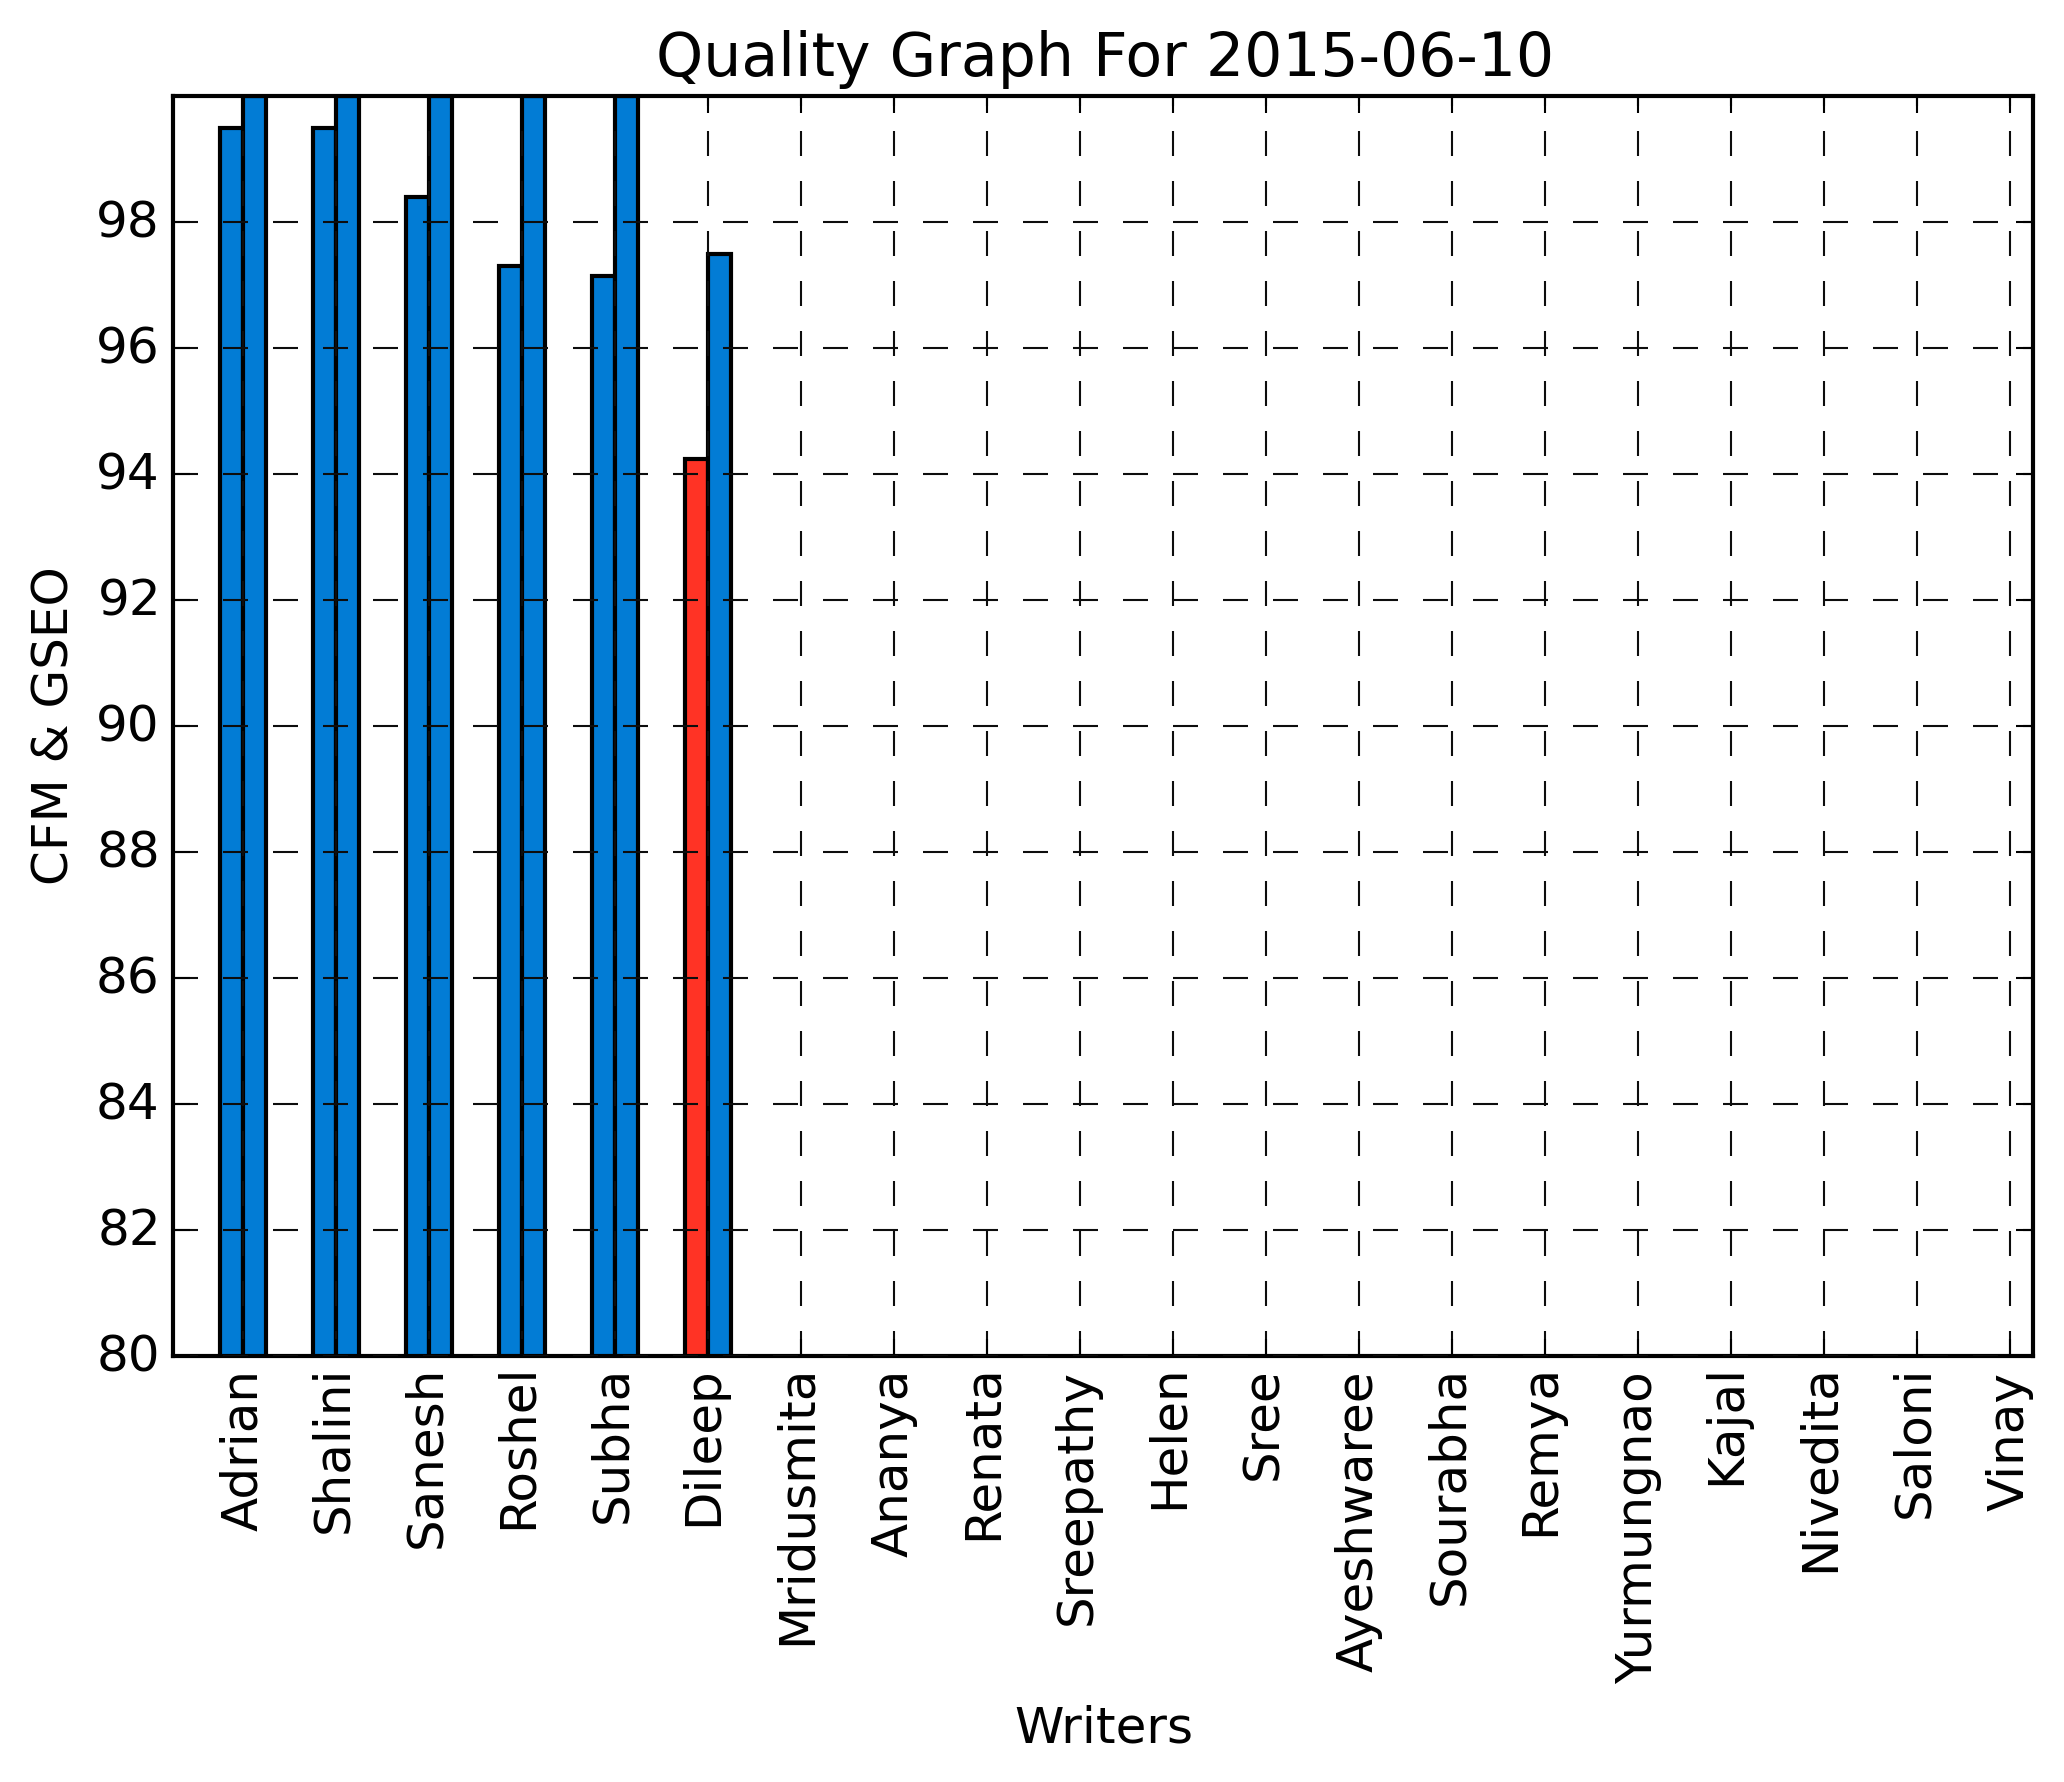 Quality Graph For 2015-06-10
CFM & GSEO
98
96
94
92
90
88
86
84
82
80
Adrian
Shalini
Sanesh
Roshel
Subha
Dileep
Mridusmita
Ananya
Renata
Sreepathy
Helen
Sree
Ayeshwaree
Sourabha
Remya
Yurmungnao
Kajal
Nivedita
Saloni
Vinay
Writers